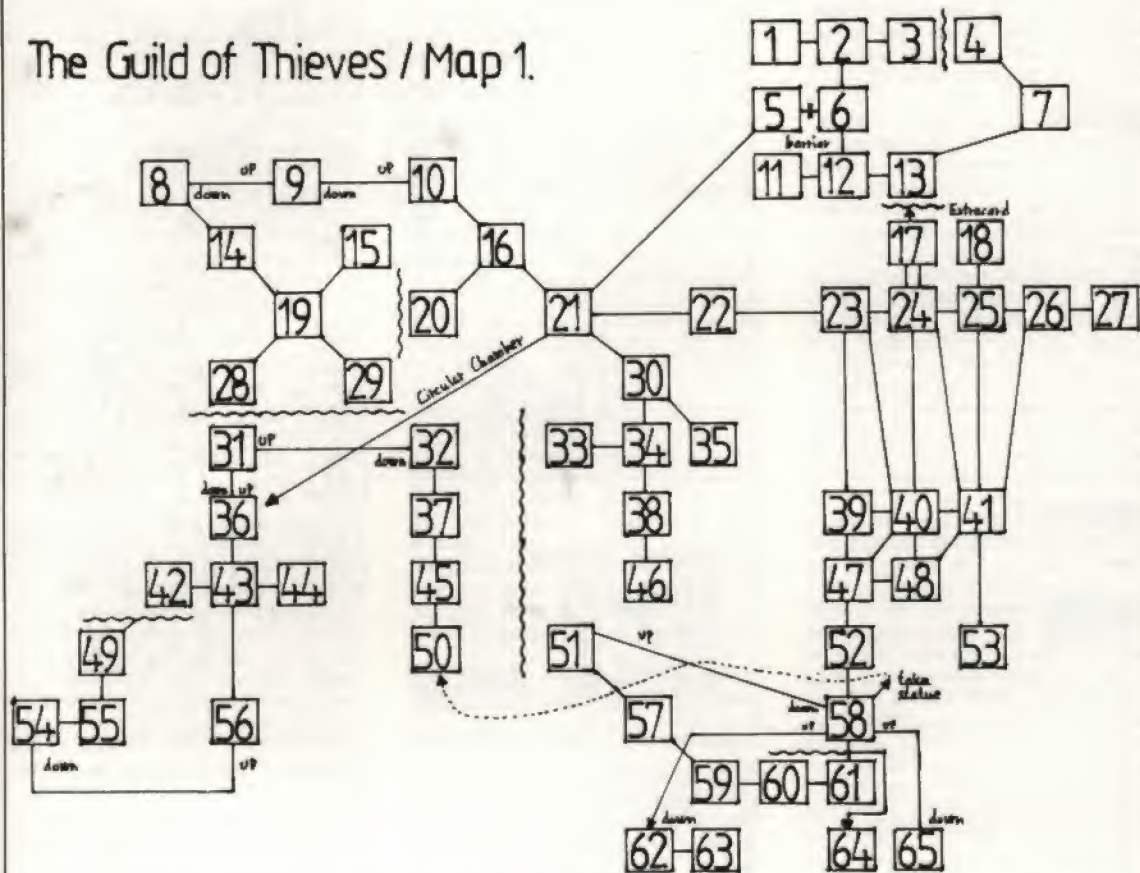 The Guild of Thieves / Map 1.
1 2 3 4
5 + 6 7
barrier
8 down up 9 down up 10 11 12 13
Extracard
14 15 16 17 18
19 20 21 22 23 24 25 26 27
Circular Chamber
28 29 30
31 up down 32 33 34 35
down up
36 37 38 39 40 41
42 43 44 45 46 47 48
49 50 51 up 52 53
take
statue
54 55 56 57 down 58
up up
down up
59 60 61
down down
62 63 64 65